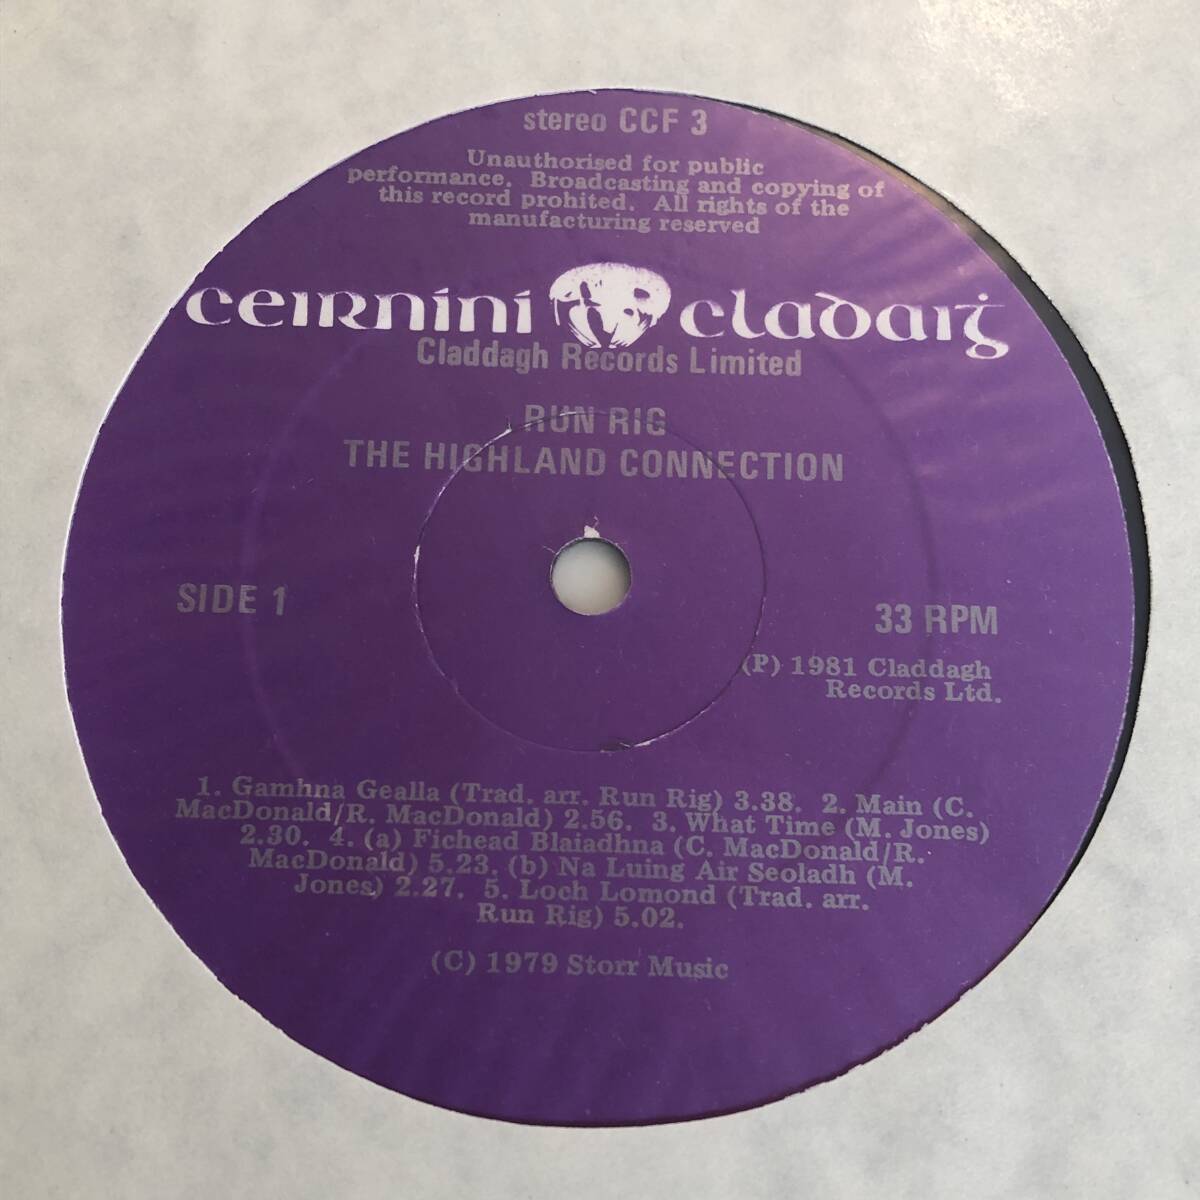 stereo CCF 3
Unauthorised for public
performance. Broadcasting and copying of
this record prohited. All rights of the
manufacturing reserved
ceirníní cladaiġ
Claddagh Records Limited
RUN RIG
THE HIGHLAND CONNECTION
SIDE 1
33 RPM
(P) 1981 Claddagh
Records Ltd.
1. Gamhna Gealla (Trad. arr. Run Rig) 3.38. 2. Main (C.
MacDonald/R. MacDonald) 2.56. 3. What Time (M. Jones)
2.30. 4. (a) Fichead Blaiadhna (C. MacDonald/R.
MacDonald) 5.23. (b) Na Luing Air Seoladh (M.
Jones) 2.27. 5. Loch Lomond (Trad. arr.
Run Rig) 5.02.
(C) 1979 Storr Music